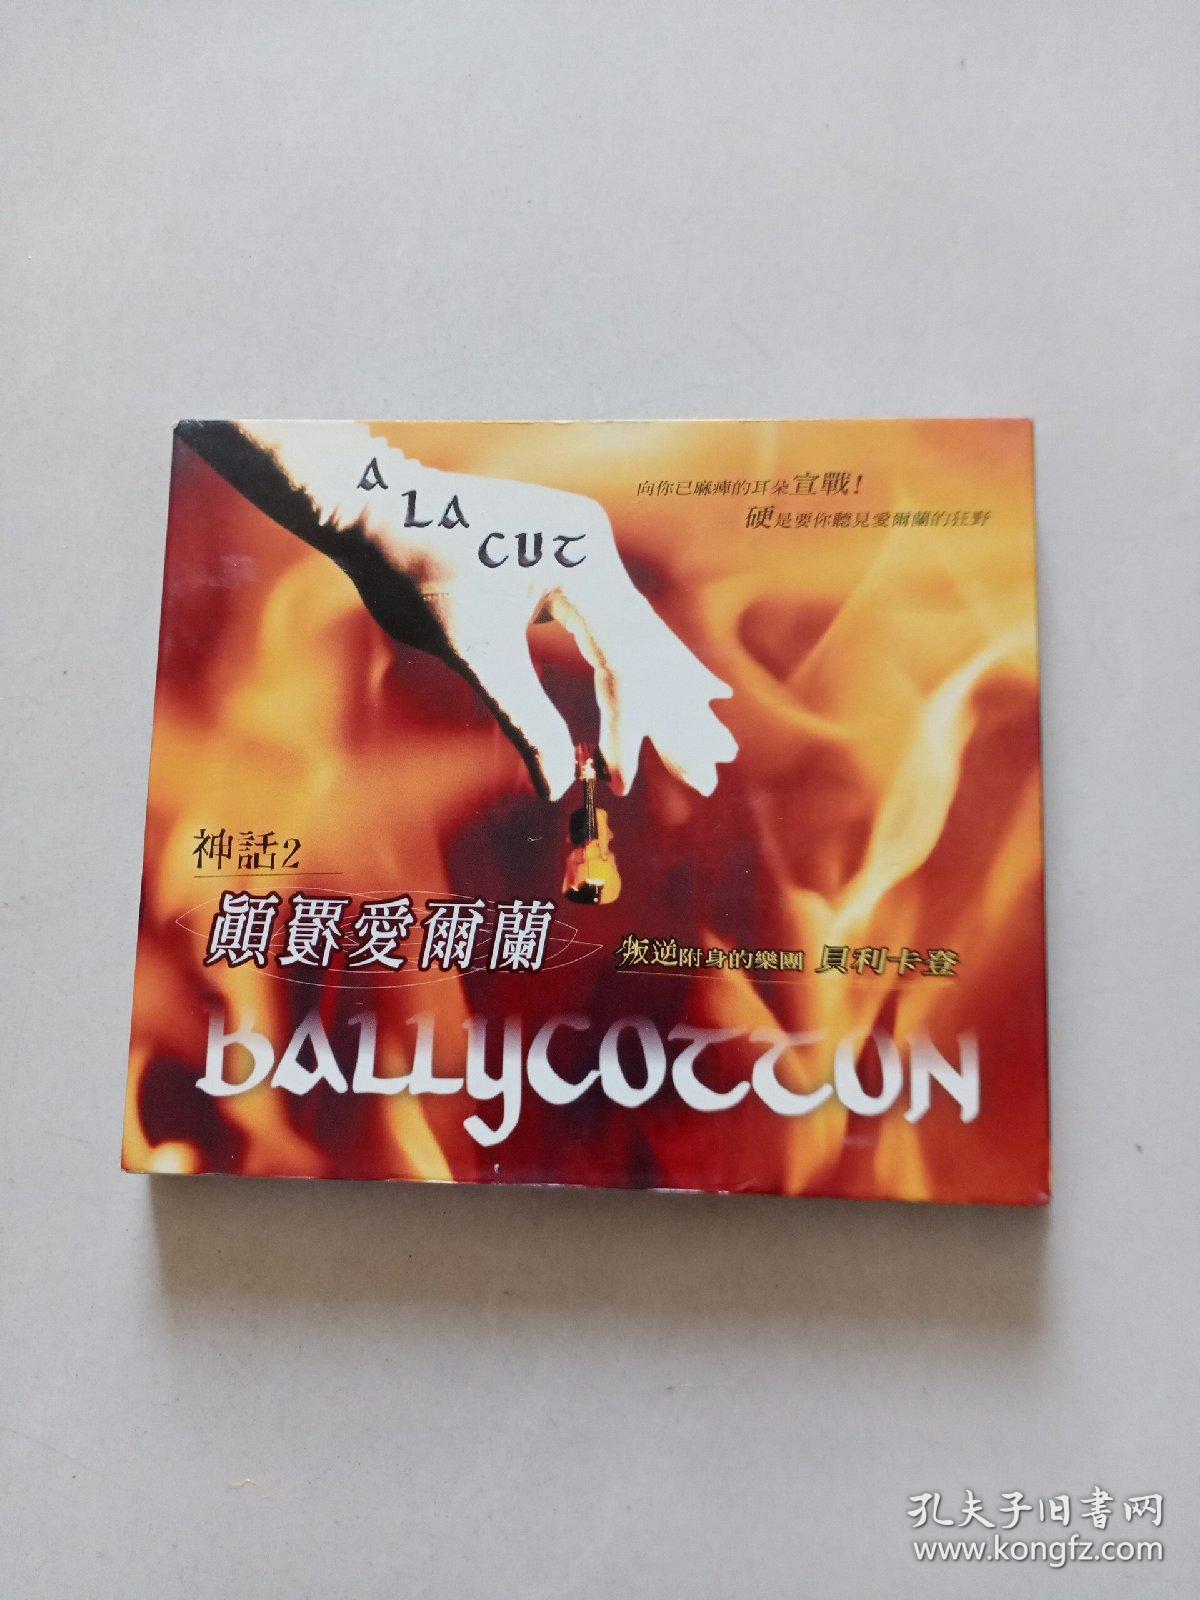 A
LA
CUT
向你已麻痺的耳朵宣戰!
硬是要你聽見愛爾蘭的狂野
神話2
顛覆愛爾蘭
叛逆附身的樂團 貝利卡登
BALLYCOTTON
孔夫子旧书网
www.kongfz.com